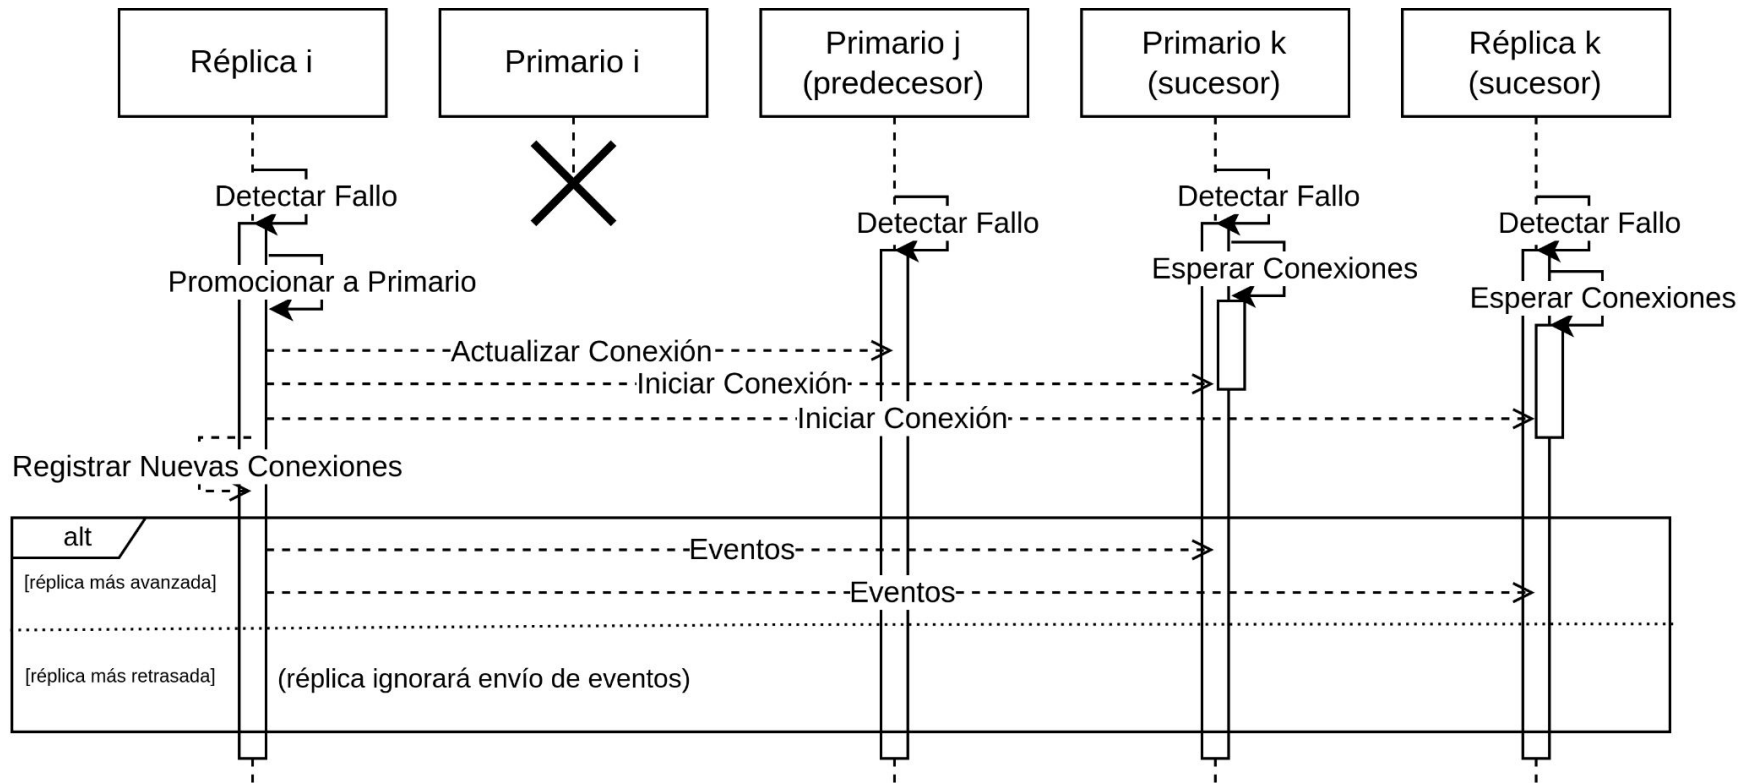 Réplica i
Primario i
Primario j
(predecesor)
Primario k
(sucesor)
Réplica k
(sucesor)
Detectar Fallo
Detectar Fallo
Detectar Fallo
Detectar Fallo
Promocionar a Primario
Esperar Conexiones
Esperar Conexiones
Actualizar Conexión
Iniciar Conexión
Iniciar Conexión
Registrar Nuevas Conexiones
alt
Eventos
[réplica más avanzada]
Eventos
[réplica más retrasada]
(réplica ignorará envío de eventos)